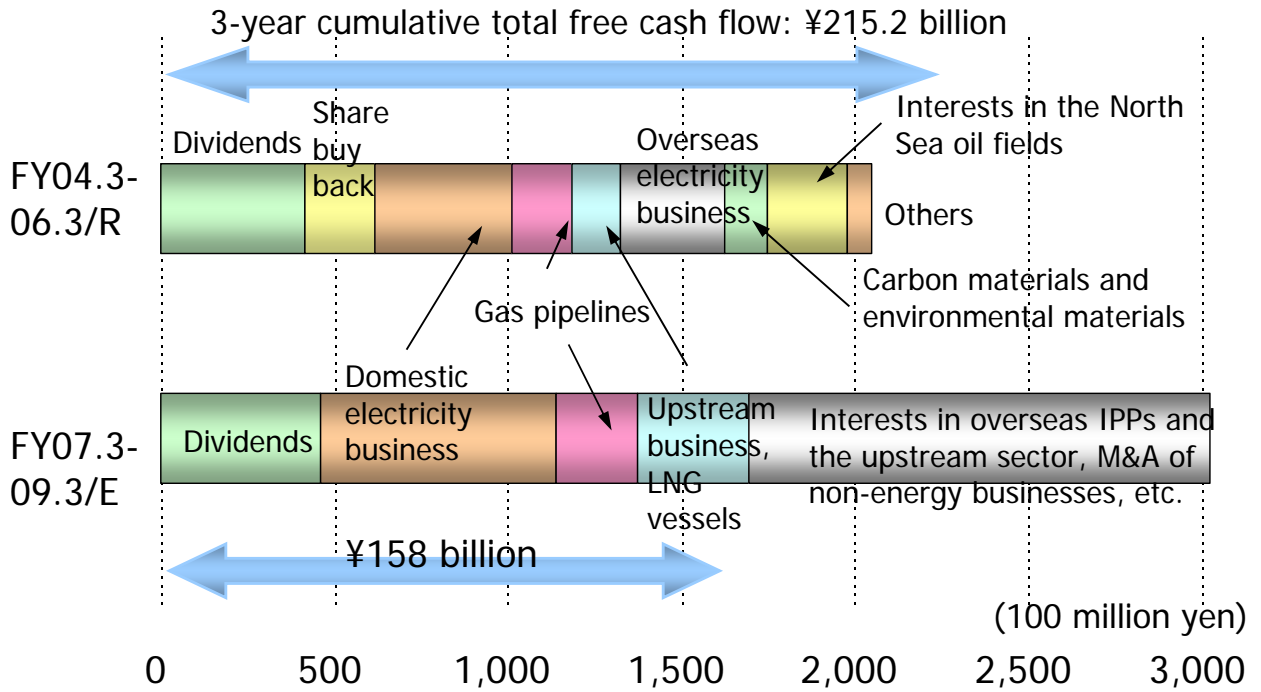 3-year cumulative total free cash flow: ¥215.2 billion
Dividends
Share
buy
back
Overseas
electricity
business
Interests in the North
Sea oil fields
FY04.3-
06.3/R
Others
Carbon materials and
environmental materials
Gas pipelines
Domestic
electricity
business
FY07.3-
09.3/E
Dividends
Upstream
business,
LNG
vessels
Interests in overseas IPPs and
the upstream sector, M&A of
non-energy businesses, etc.
¥158 billion
(100 million yen)
0 500 1,000 1,500 2,000 2,500 3,000